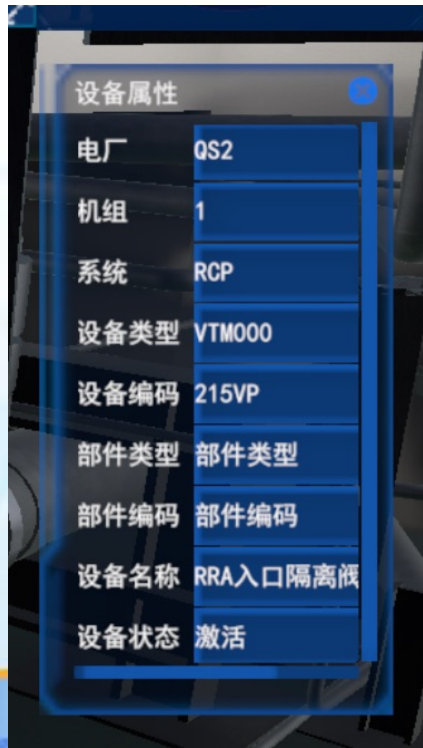 设备属性
电厂 QS2
机组 1
系统 RCP
设备类型 VTM000
设备编码 215VP
部件类型 部件类型
部件编码 部件编码
设备名称 RRA入口隔离阀
设备状态 激活